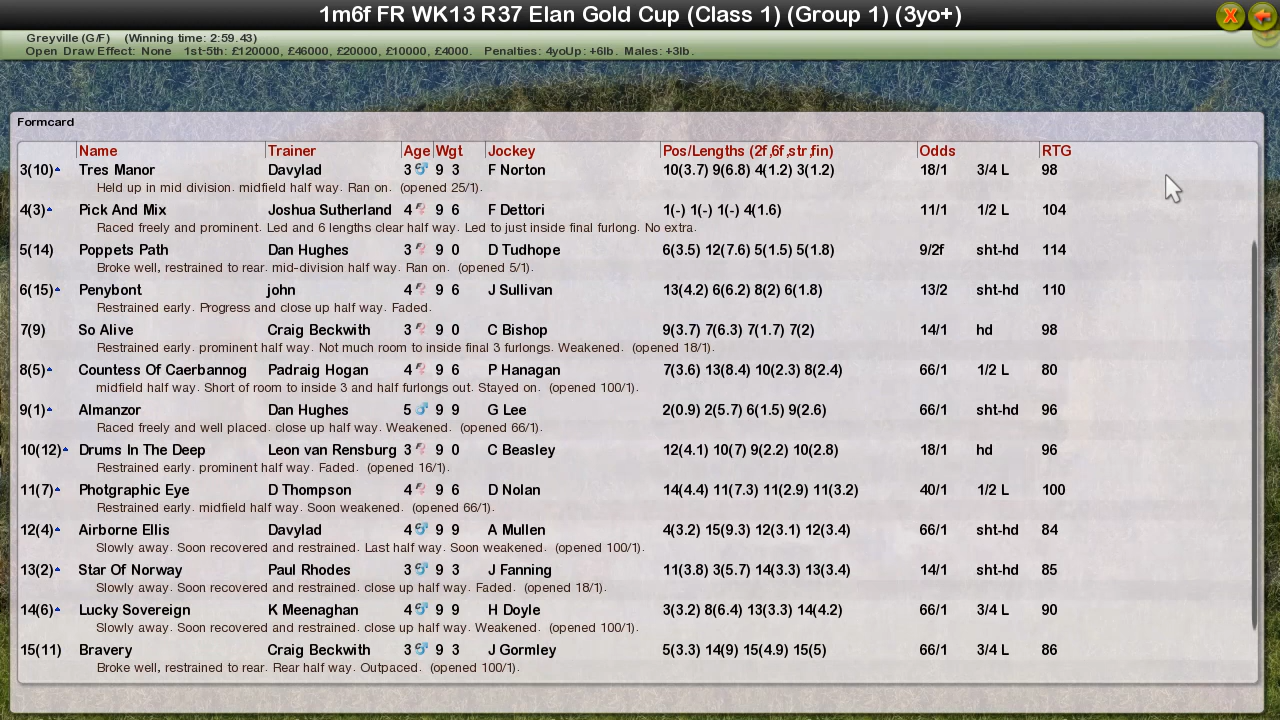 1m6f FR WK13 R37 Elan Gold Cup (Class 1) (Group 1) (3yo+)
Greyville (G/F) (Winning time: 2:59.43)
Open Draw Effect: None 1st-5th: £120000, £46000, £20000, £10000, £4000. Penalties: 4yoUp: +6lb. Males: +3lb.
Formcard
Name Trainer Age Wgt Jockey Pos/Lengths (2f,6f,str,fin) Odds RTG
3(10) Tres Manor Davylad 3 9 3 F Norton 10(3.7) 9(6.8) 4(1.2) 3(1.2) 18/1 3/4 L 98
Held up in mid division. midfield half way. Ran on. (opened 25/1).
4(3) Pick And Mix Joshua Sutherland 4 9 6 F Dettori 1(-) 1(-) 1(-) 4(1.6) 11/1 1/2 L 104
Raced freely and prominent. Led and 6 lengths clear half way. Led to just inside final furlong. No extra.
5(14) Poppets Path Dan Hughes 3 9 0 D Tudhope 6(3.5) 12(7.6) 5(1.5) 5(1.8) 9/2f sht-hd 114
Broke well, restrained to rear. mid-division half way. Ran on. (opened 5/1).
6(15) Penybont john 4 9 6 J Sullivan 13(4.2) 6(6.2) 8(2) 6(1.8) 13/2 sht-hd 110
Restrained early. Progress and close up half way. Faded.
7(9) So Alive Craig Beckwith 3 9 0 C Bishop 9(3.7) 7(6.3) 7(1.7) 7(2) 14/1 hd 98
Restrained early. prominent half way. Not much room to inside final 3 furlongs. Weakened. (opened 18/1).
8(5) Countess Of Caerbannog Padraig Hogan 4 9 6 P Hanagan 7(3.6) 13(8.4) 10(2.3) 8(2.4) 66/1 1/2 L 80
midfield half way. Short of room to inside 3 and half furlongs out. Stayed on. (opened 100/1).
9(1) Almanzor Dan Hughes 5 9 9 G Lee 2(0.9) 2(5.7) 6(1.5) 9(2.6) 66/1 sht-hd 96
Raced freely and well placed. close up half way. Weakened. (opened 66/1).
10(12) Drums In The Deep Leon van Rensburg 3 9 0 C Beasley 12(4.1) 10(7) 9(2.2) 10(2.8) 18/1 hd 96
Restrained early. prominent half way. Faded. (opened 16/1).
11(7) Photgraphic Eye D Thompson 4 9 6 D Nolan 14(4.4) 11(7.3) 11(2.9) 11(3.2) 40/1 1/2 L 100
Restrained early. midfield half way. Soon weakened. (opened 66/1).
12(4) Airborne Ellis Davylad 4 9 9 A Mullen 4(3.2) 15(9.3) 12(3.1) 12(3.4) 66/1 sht-hd 84
Slowly away. Soon recovered and restrained. Last half way. Soon weakened. (opened 100/1).
13(2) Star Of Norway Paul Rhodes 3 9 3 J Fanning 11(3.8) 3(5.7) 14(3.3) 13(3.4) 14/1 sht-hd 85
Slowly away. Soon recovered and restrained. close up half way. Faded. (opened 18/1).
14(6) Lucky Sovereign K Meenaghan 4 9 9 H Doyle 3(3.2) 8(6.4) 13(3.3) 14(4.2) 66/1 3/4 L 90
Slowly away. Soon recovered and restrained. close up half way. Weakened. (opened 100/1).
15(11) Bravery Craig Beckwith 3 9 3 J Gormley 5(3.3) 14(9) 15(4.9) 15(5) 66/1 3/4 L 86
Broke well, restrained to rear. Rear half way. Outpaced. (opened 100/1).